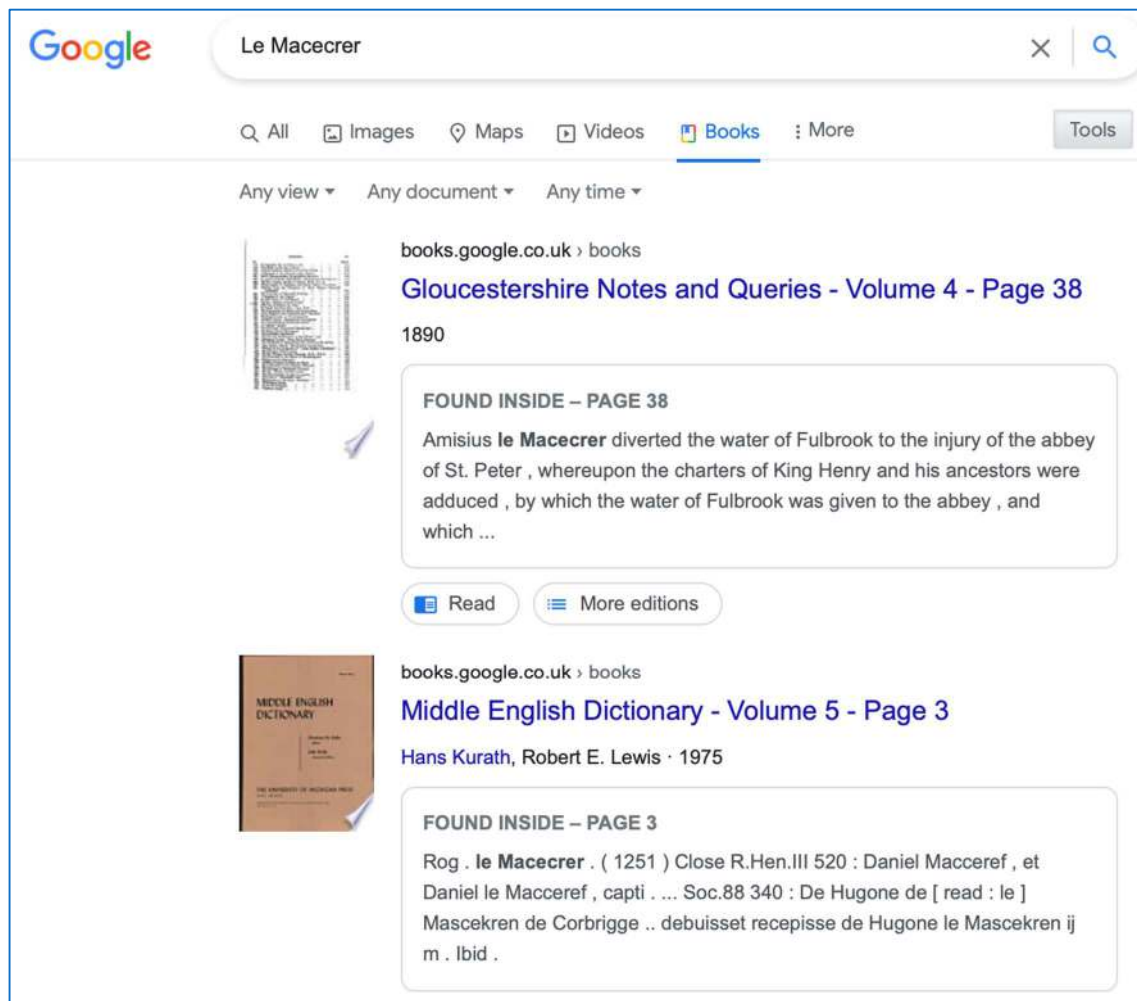 Google
Le Macecrer
All Images Maps Videos Books More Tools
Any view Any document Any time
books.google.co.uk › books
Gloucestershire Notes and Queries - Volume 4 - Page 38
1890
FOUND INSIDE – PAGE 38
Amisius le Macecrer diverted the water of Fulbrook to the injury of the abbey
of St. Peter , whereupon the charters of King Henry and his ancestors were
adduced , by which the water of Fulbrook was given to the abbey , and
which ...
Read More editions
MIDDLE ENGLISH
DICTIONARY
books.google.co.uk › books
Middle English Dictionary - Volume 5 - Page 3
Hans Kurath, Robert E. Lewis · 1975
FOUND INSIDE – PAGE 3
Rog . le Macecrer . ( 1251 ) Close R.Hen.III 520 : Daniel Macceref , et
Daniel le Macceref , capti . ... Soc.88 340 : De Hugone de [ read : le ]
Mascekren de Corbrigge .. debuisset recepisse de Hugone le Mascekren ij
m . Ibid .